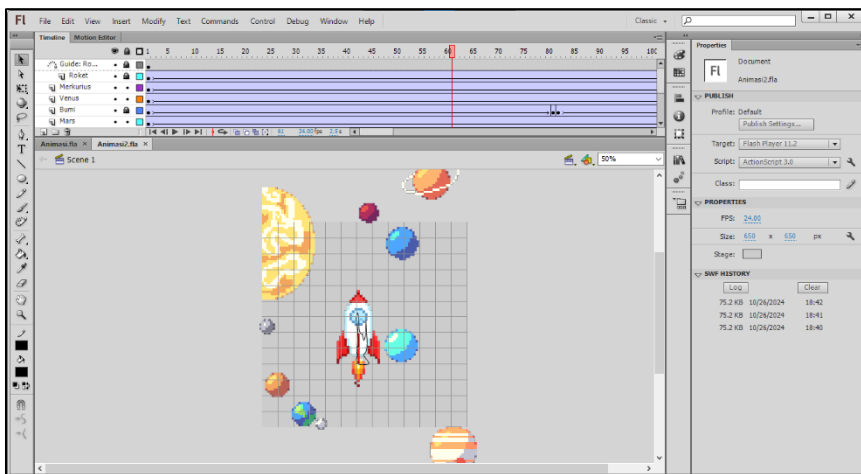 Fl File Edit View Insert Modify Text Commands Control Debug Window Help Classic
Timeline Motion Editor
1 5 10 15 20 25 30 35 40 45 50 55 60 65 70 75 80 85 90 95 100
Guide: Ro...
Roket
Merkurius
Venus
Bumi
Mars
61 24.00 fps 2.5 s
Animasi.fla × Animasi2.fla ×
Scene 1 50%
Properties
Document
Fl
Animasi2.fla
PUBLISH
Profile: Default
Publish Settings...
Target: Flash Player 11.2
Script: ActionScript 3.0
Class:
PROPERTIES
FPS: 24.00
Size: 650 x 650 px
Stage:
SWF HISTORY
Log Clear
75.2 KB 10/26/2024 18:42
75.2 KB 10/26/2024 18:41
75.2 KB 10/26/2024 18:40